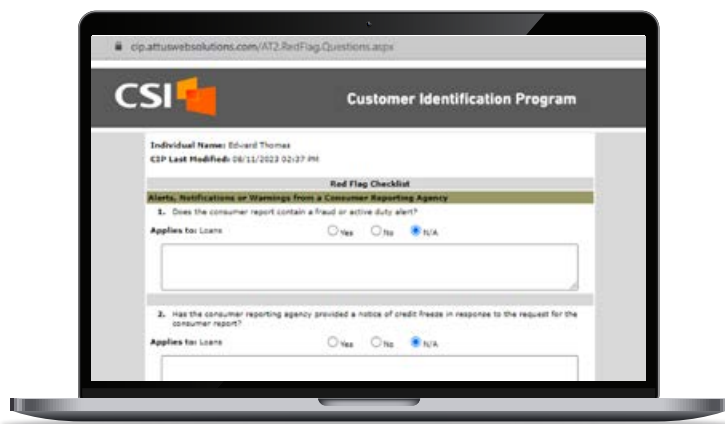 cip.attuswebsolutions.com/AT2.RedFlag.Questions.aspx
CSI
Customer Identification Program
Individual Name: Edward Thomas
CIP Last Modified: 08/11/2023 02:37 PM
Red Flag Checklist
Alerts, Notifications or Warnings from a Consumer Reporting Agency
1. Does the consumer report contain a fraud or active duty alert?
Applies to: Loans Yes No N/A
2. Has the consumer reporting agency provided a notice of credit freeze in response to the request for the
consumer report?
Applies to: Loans Yes No N/A